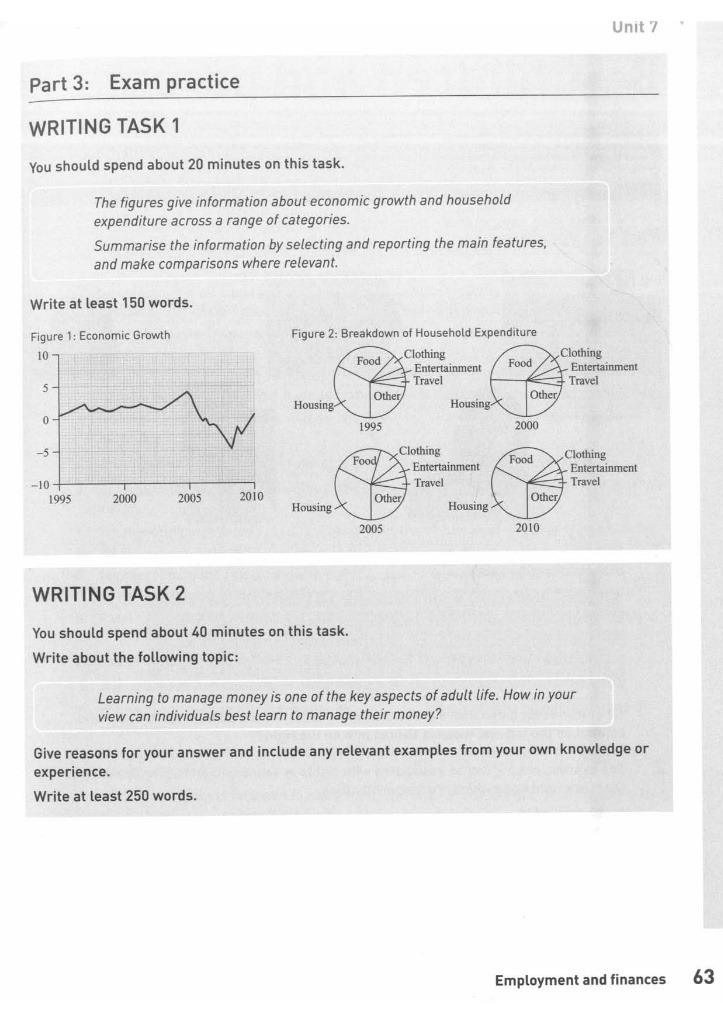 Unit 7
Part 3: Exam practice
WRITING TASK 1
You should spend about 20 minutes on this task.
The figures give information about economic growth and household
expenditure across a range of categories.
Summarise the information by selecting and reporting the main features,
and make comparisons where relevant.
Write at least 150 words.
Figure 1: Economic Growth
10
5
0
−5
−10
1995 2000 2005 2010
Figure 2: Breakdown of Household Expenditure
Food
Clothing
Entertainment
Travel
Other
Housing
1995
Food
Clothing
Entertainment
Travel
Other
Housing
2000
Food
Clothing
Entertainment
Travel
Other
Housing
2005
Food
Clothing
Entertainment
Travel
Other
Housing
2010
WRITING TASK 2
You should spend about 40 minutes on this task.
Write about the following topic:
Learning to manage money is one of the key aspects of adult life. How in your
view can individuals best learn to manage their money?
Give reasons for your answer and include any relevant examples from your own knowledge or
experience.
Write at least 250 words.
Employment and finances 63